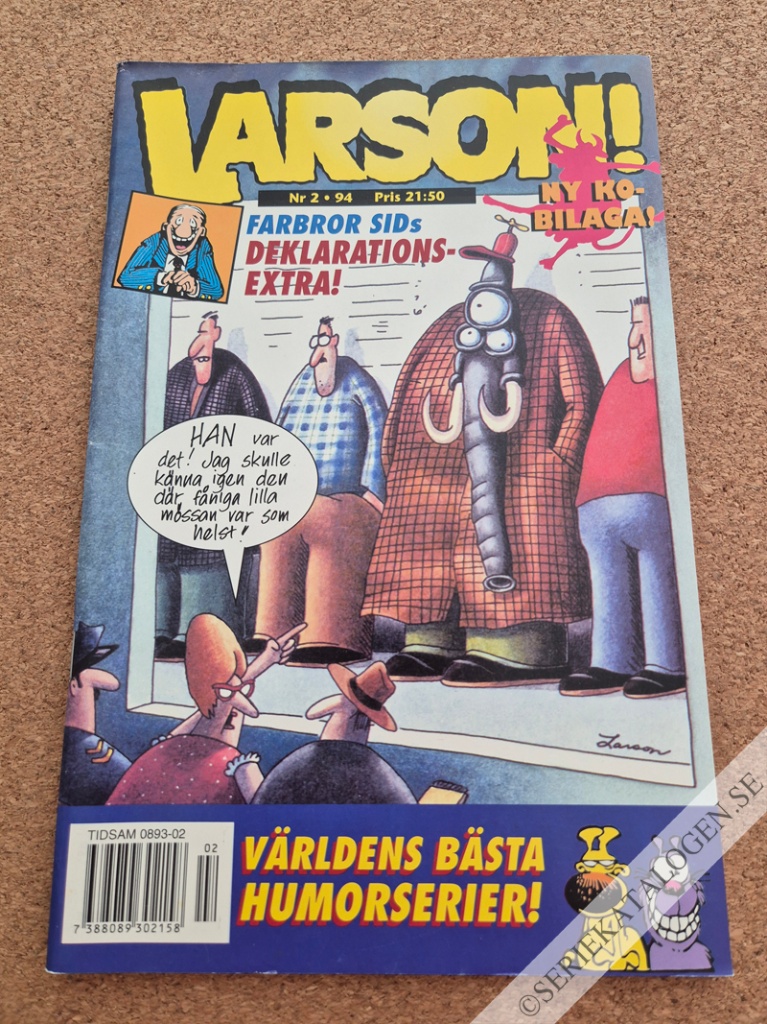 LARSON!
Nr 2 • 94 Pris 21:50
NY KO-
BILAGA!
FARBROR SIDs
DEKLARATIONS-
EXTRA!
HAN var
det! Jag skulle
känna igen den
där fåniga lilla
mössan var som
helst!
Larson
TIDSAM 0893-02
02
7 388089 302158
VÄRLDENS BÄSTA
HUMORSERIER!
©SERIEKATALOGEN.SE